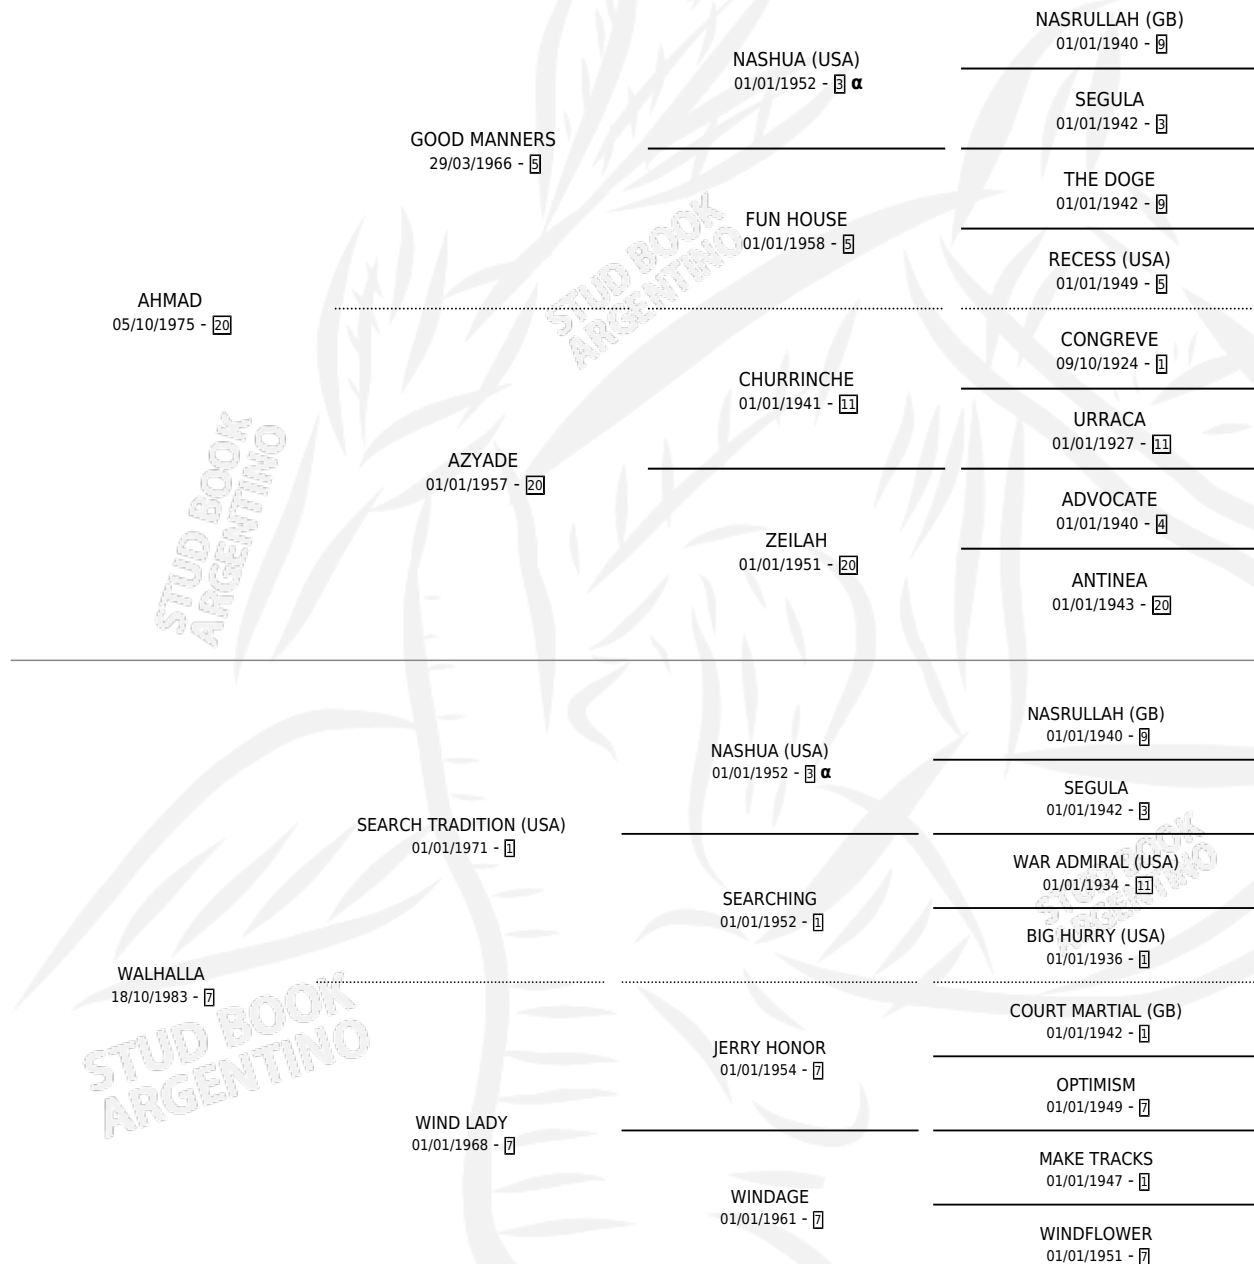 NASRULLAH (GB)
01/01/1940 - 9
NASHUA (USA)
01/01/1952 - 3 α
SEGULA
01/01/1942 - 3
GOOD MANNERS
29/03/1966 - 5
THE DOGE
01/01/1942 - 9
FUN HOUSE
01/01/1958 - 5
RECESS (USA)
01/01/1949 - 5
AHMAD
05/10/1975 - 20
CONGREVE
09/10/1924 - 1
CHURRINCHE
01/01/1941 - 11
URRACA
01/01/1927 - 11
AZYADE
01/01/1957 - 20
ADVOCATE
01/01/1940 - 4
ZEILAH
01/01/1951 - 20
ANTINEA
01/01/1943 - 20
NASRULLAH (GB)
01/01/1940 - 9
NASHUA (USA)
01/01/1952 - 3 α
SEGULA
01/01/1942 - 3
SEARCH TRADITION (USA)
01/01/1971 - 1
WAR ADMIRAL (USA)
01/01/1934 - 11
SEARCHING
01/01/1952 - 1
BIG HURRY (USA)
01/01/1936 - 1
WALHALLA
18/10/1983 - 7
COURT MARTIAL (GB)
01/01/1942 - 1
JERRY HONOR
01/01/1954 - 7
OPTIMISM
01/01/1949 - 7
WIND LADY
01/01/1968 - 7
MAKE TRACKS
01/01/1947 - 1
WINDAGE
01/01/1961 - 7
WINDFLOWER
01/01/1951 - 7
STUD BOOK
ARGENTINO
STUD BOOK
ARGENTINO
STUD BOOK
ARGENTINO
STUD BOOK
ARGENTINO